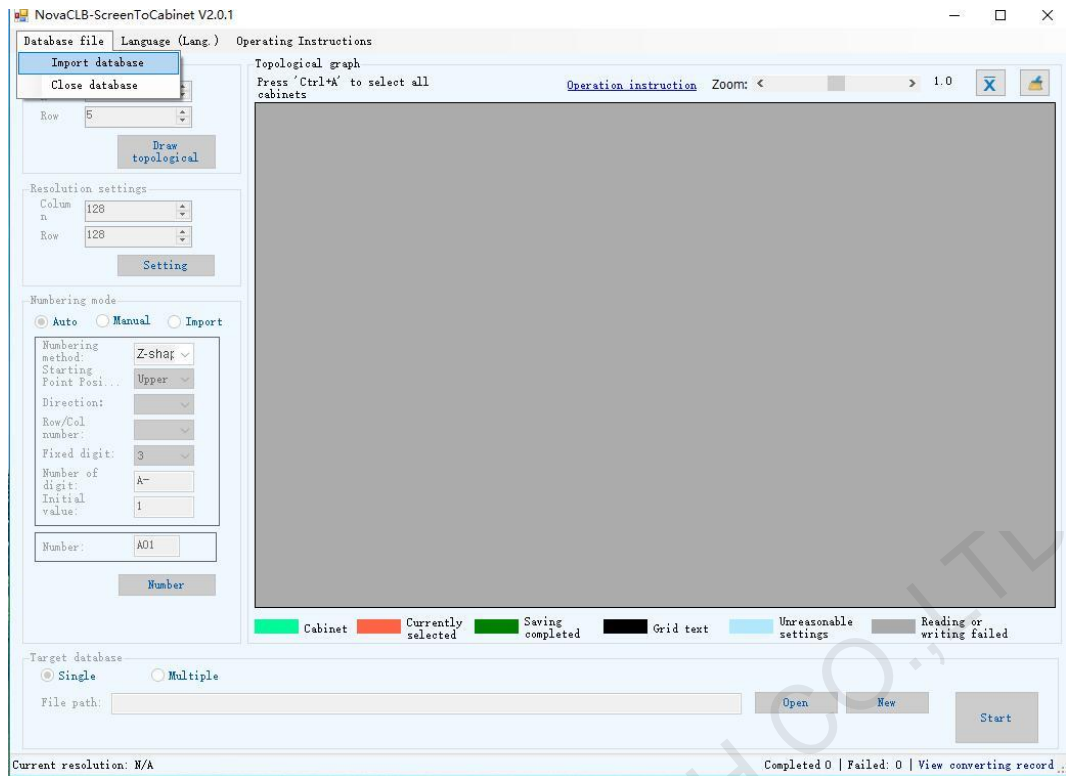 NovaCLB-ScreenToCabinet V2.0.1
Database file Language (Lang.) Operating Instructions
Import database
Close database
Row 5
Draw
topological
Resolution settings
Colum
n
128
Row 128
Setting
Numbering mode
Auto Manual Import
Numbering
method:
Z-shap
Starting
Point Posi...
Upper
Direction:
Row/Col
number:
Fixed digit: 3
Number of
digit:
A-
Initial
value:
1
Number: A01
Number
Topological graph
Press 'Ctrl+A' to select all
cabinets
Operation instruction Zoom: < > 1.0
Cabinet
Currently
selected
Saving
completed
Grid text
Unreasonable
settings
Reading or
writing failed
Target database
Single Multiple
File path: Open New
Start
Current resolution: N/A Completed 0 | Failed: 0 | View converting record
CO.,LTD